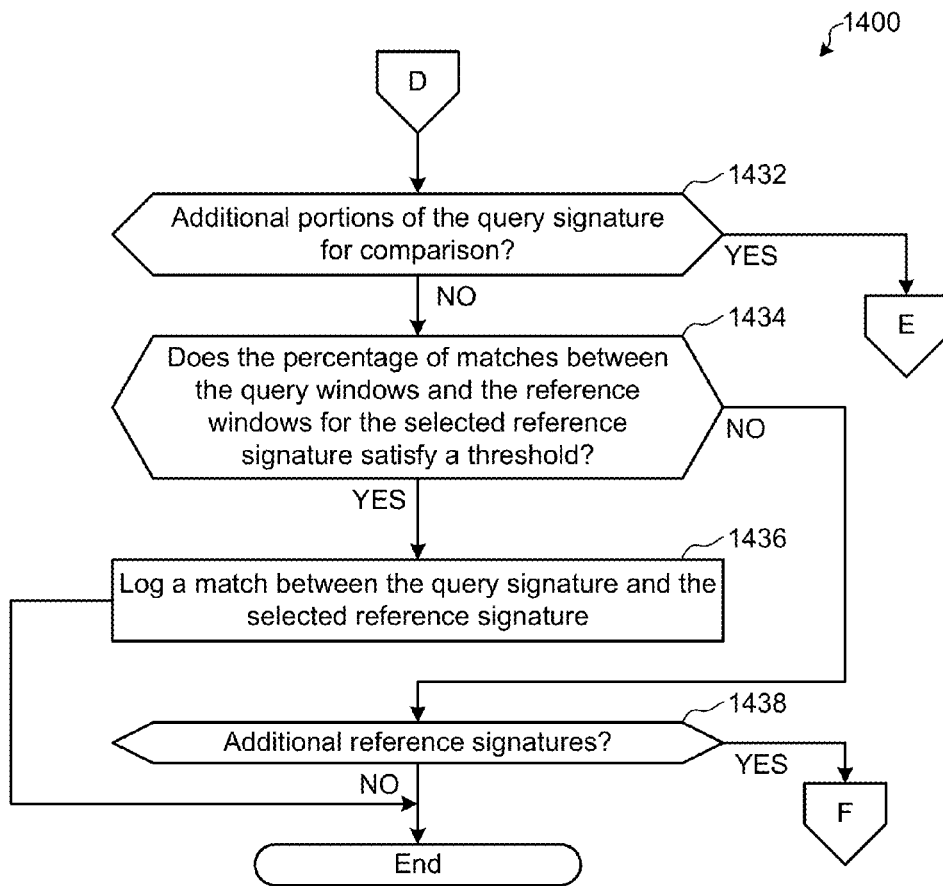 1400
D
1432
Additional portions of the query signature
for comparison?
YES
NO
E
1434
Does the percentage of matches between
the query windows and the reference
windows for the selected reference
signature satisfy a threshold?
NO
YES
1436
Log a match between the query signature and the
selected reference signature
1438
Additional reference signatures?
YES
NO
F
End